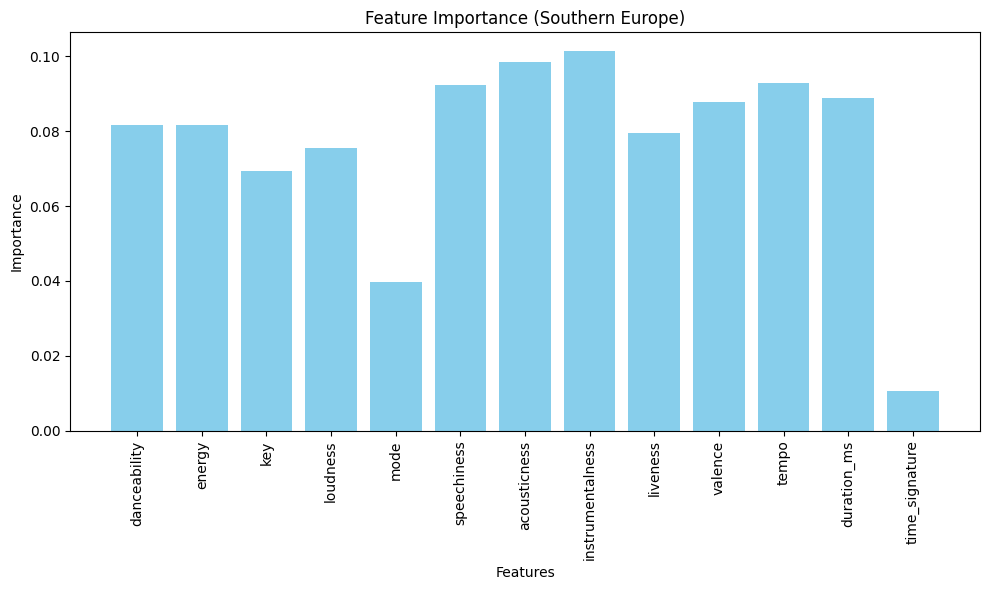 Feature Importance (Southern Europe)
Importance
0.10
0.08
0.06
0.04
0.02
0.00
danceability
energy
key
loudness
mode
speechiness
acousticness
instrumentalness
liveness
valence
tempo
duration_ms
time_signature
Features